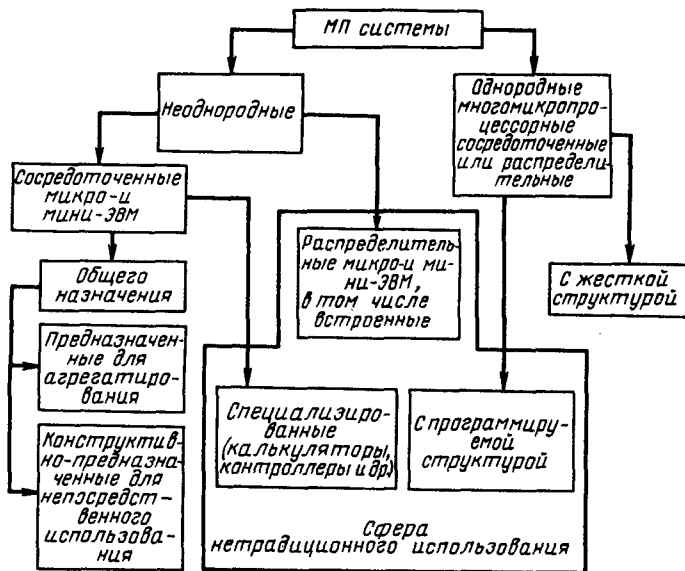 МП системы
Неоднородные
Однородные
многомикропро-
цессорные
сосредоточенные
или распредели-
тельные
Сосредоточенные
микро-и
мини-ЭВМ
Распределитель-
ные микро-и ми-
ни-ЭВМ,
в том числе
встроенные
С жесткой
структурой
Общего
назначения
Предназначен-
ные для
агрегатиро-
вания
Специализиро-
ванные
(калькуляторы,
контроллеры и др.)
С программиру-
емой
структурой
Конструктив-
но-предназна-
ченные для
непосредст-
венного
использова-
ния
Сфера
нетрадиционного использования